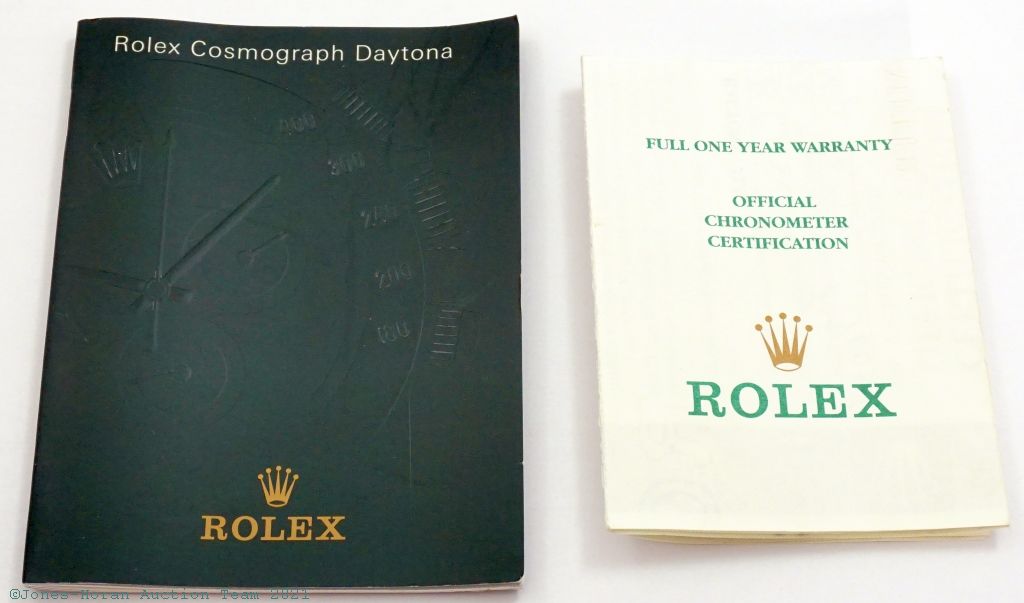 Rolex Cosmograph Daytona
400
300
200
180
ROLEX
FULL ONE YEAR WARRANTY
OFFICIAL
CHRONOMETER
CERTIFICATION
ROLEX
©Jones-Horan Auction Team 2021